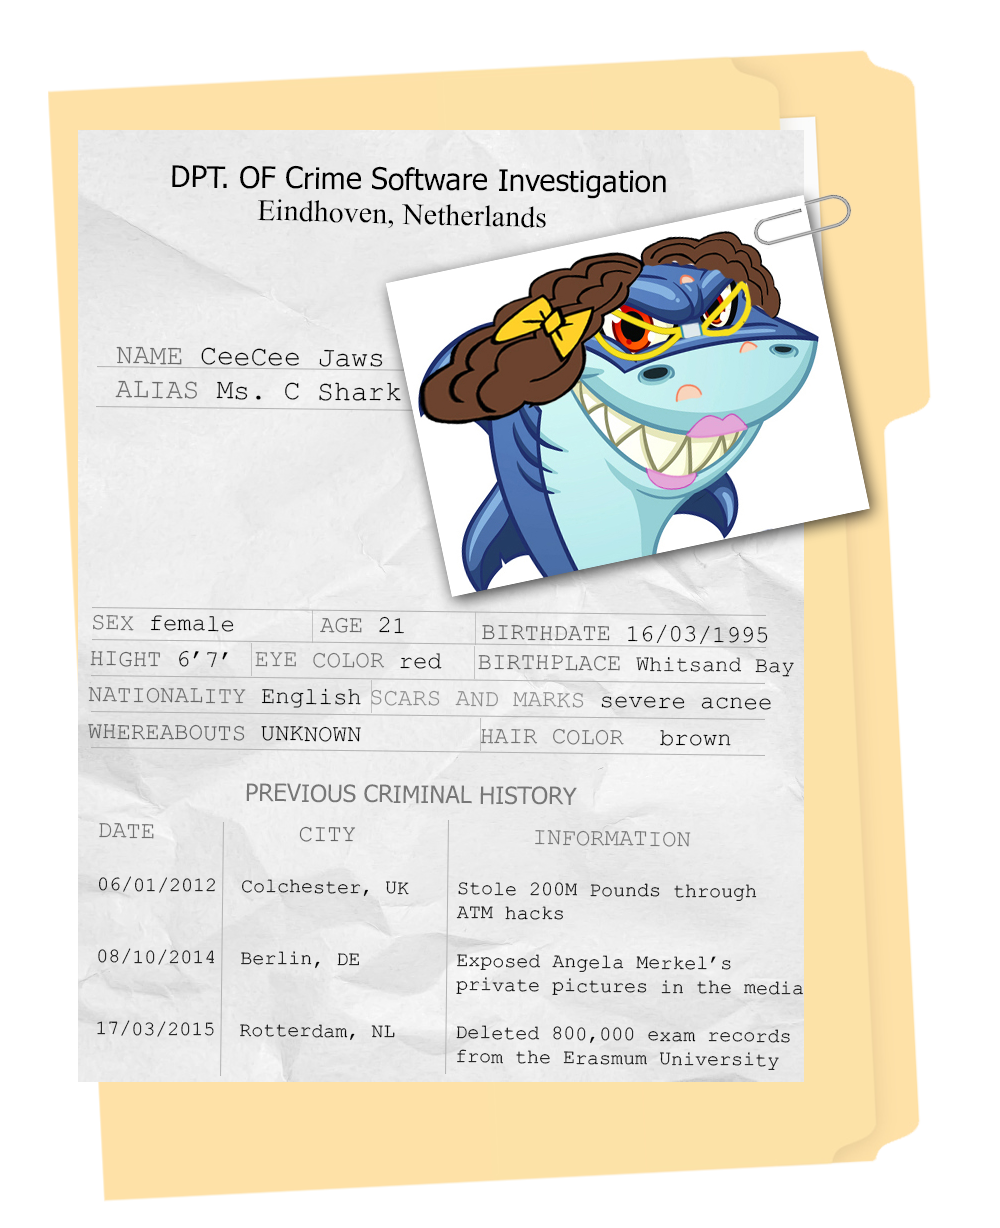 DPT. OF Crime Software Investigation
Eindhoven, Netherlands
NAME CeeCee Jaws
ALIAS Ms. C Shark
SEX female AGE 21 BIRTHDATE 16/03/1995
HIGHT 6’7’ EYE COLOR red BIRTHPLACE Whitsand Bay
NATIONALITY English SCARS AND MARKS severe acnee
WHEREABOUTS UNKNOWN HAIR COLOR brown
PREVIOUS CRIMINAL HISTORY
DATE CITY INFORMATION
06/01/2012 Colchester, UK Stole 200M Pounds through
ATM hacks
08/10/2014 Berlin, DE Exposed Angela Merkel’s
private pictures in the media
17/03/2015 Rotterdam, NL Deleted 800,000 exam records
from the Erasmum University